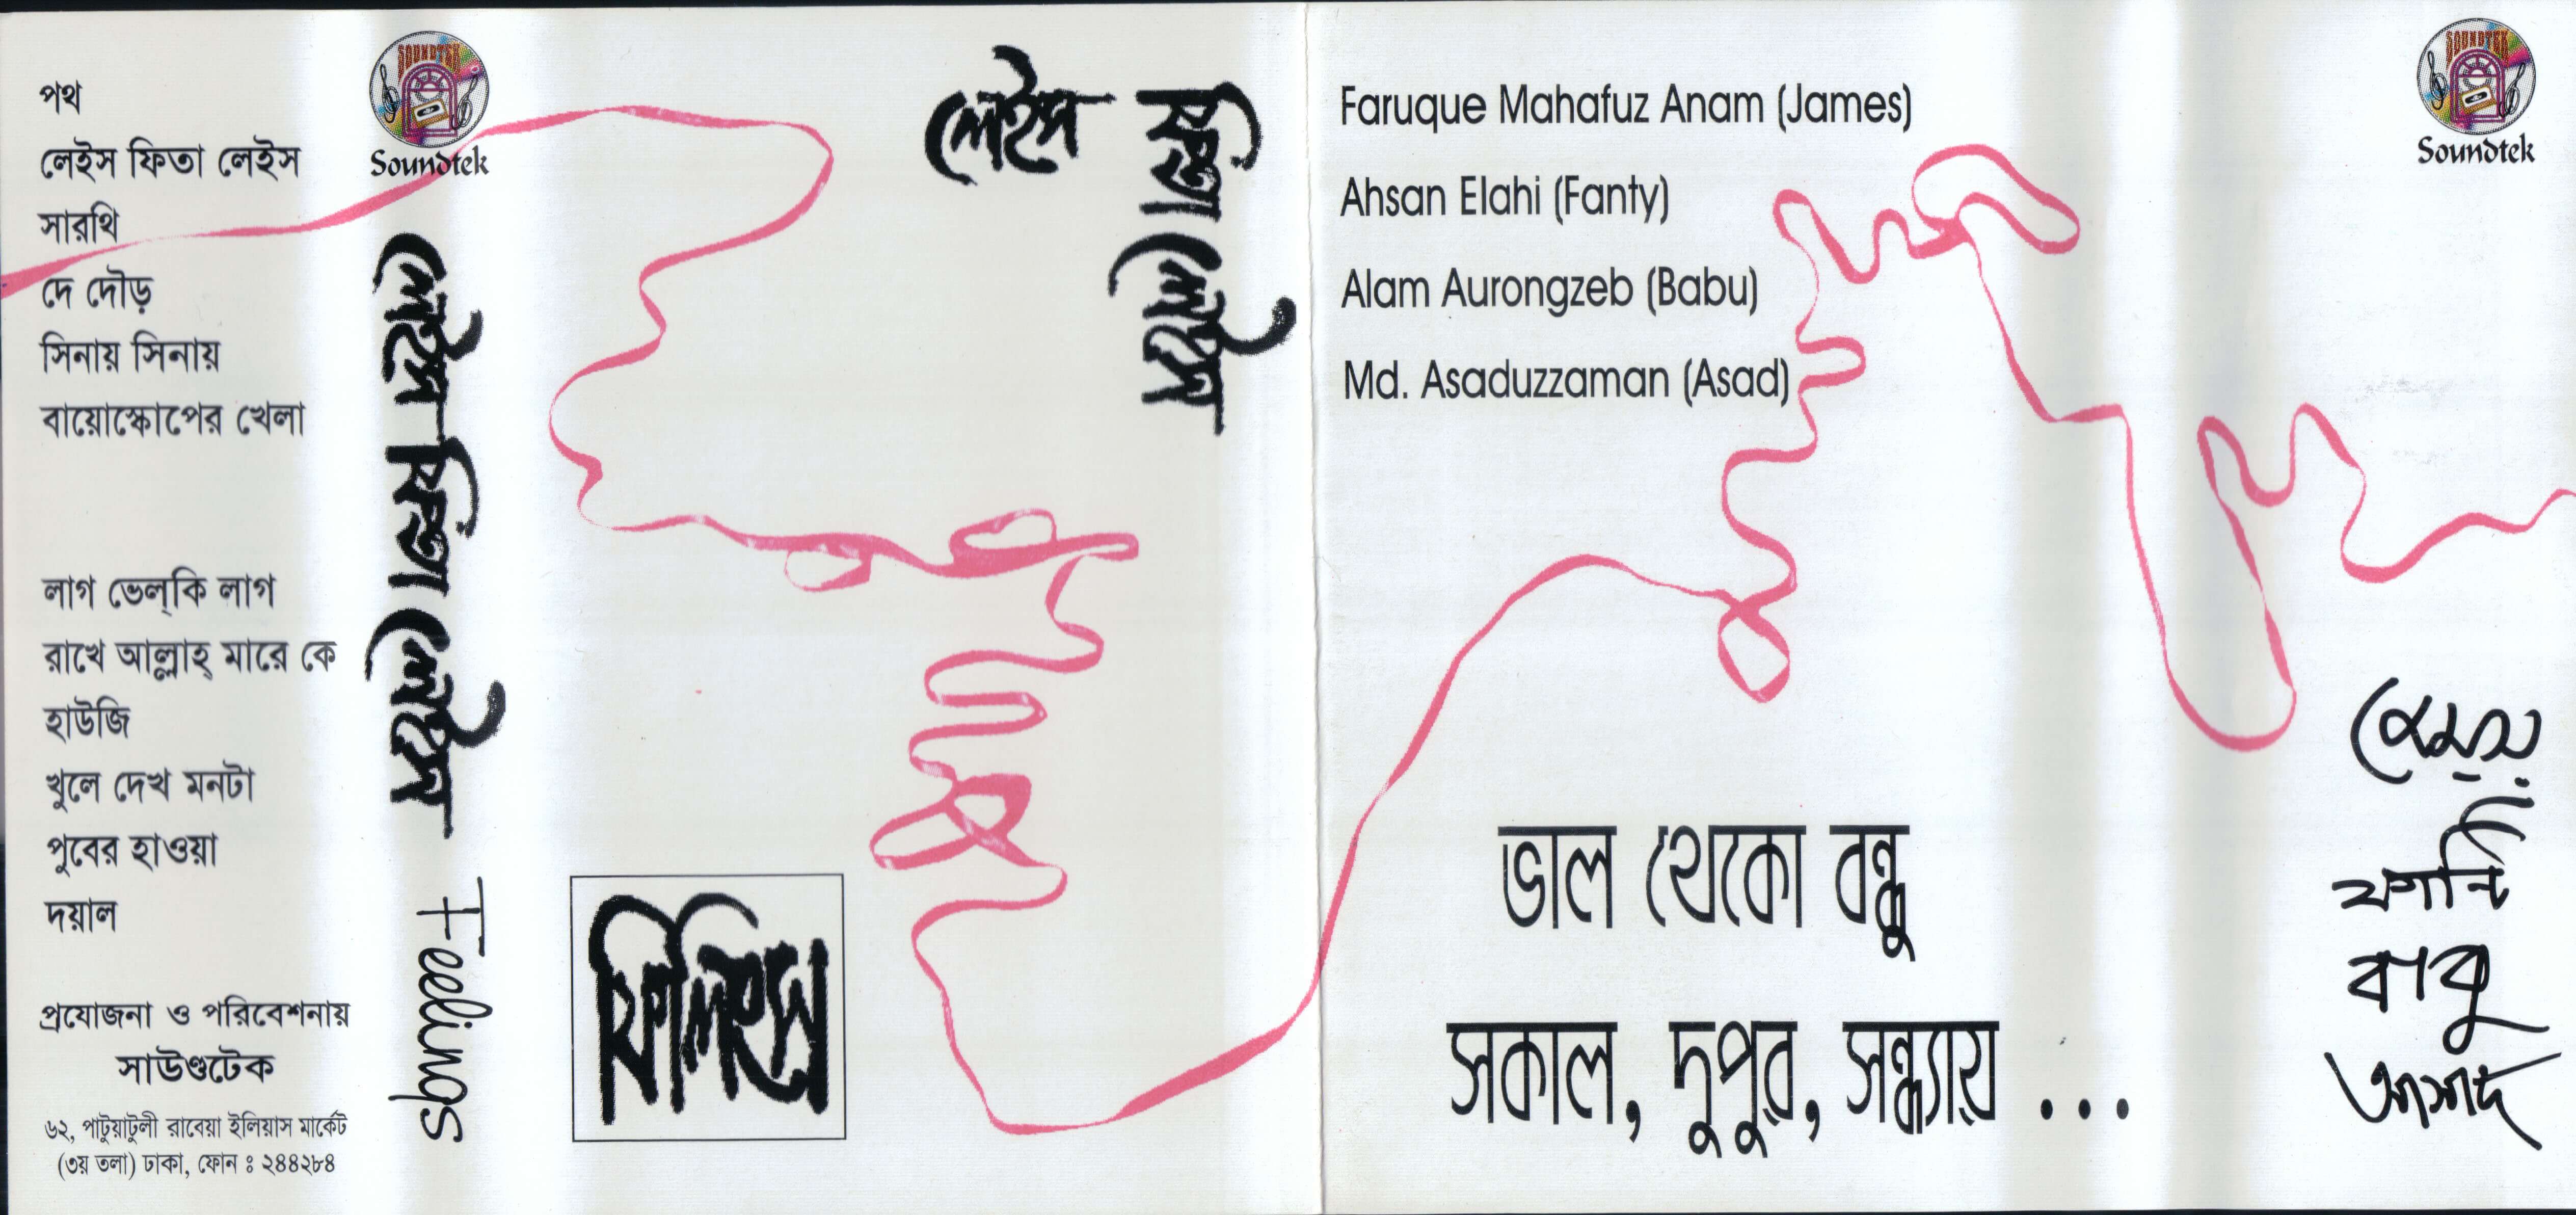 পথ
লেইস ফিতা লেইস
সারথি
দে দৌড়
সিনায় সিনায়
বায়োস্কোপের খেলা
লাগ ভেল্‌কি লাগ
রাখে আল্লাহ্ মারে কে
হাউজি
খুলে দেখ মনটা
পুবের হাওয়া
দয়াল
প্রযোজনা ও পরিবেশনায়
সাউণ্ডটেক
৬২, পাটুয়াটুলী রাবেয়া ইলিয়াস মার্কেট
(৩য় তলা) ঢাকা, ফোন ঃ ২৪৪২৮৪
SOUNDTEK
Soundtek
লেইস ফিতা লেইস Feelings
লেইস
ফিতা লেইস
ফিলিংস
Faruque Mahafuz Anam (James)
Ahsan Elahi (Fanty)
Alam Aurongzeb (Babu)
Md. Asaduzzaman (Asad)
ভাল থেকো বন্ধু
সকাল, দুপুর, সন্ধ্যায় ...
SOUNDTEK
Soundtek
জেমস্
ফান্টি
বাবু
আসাদ